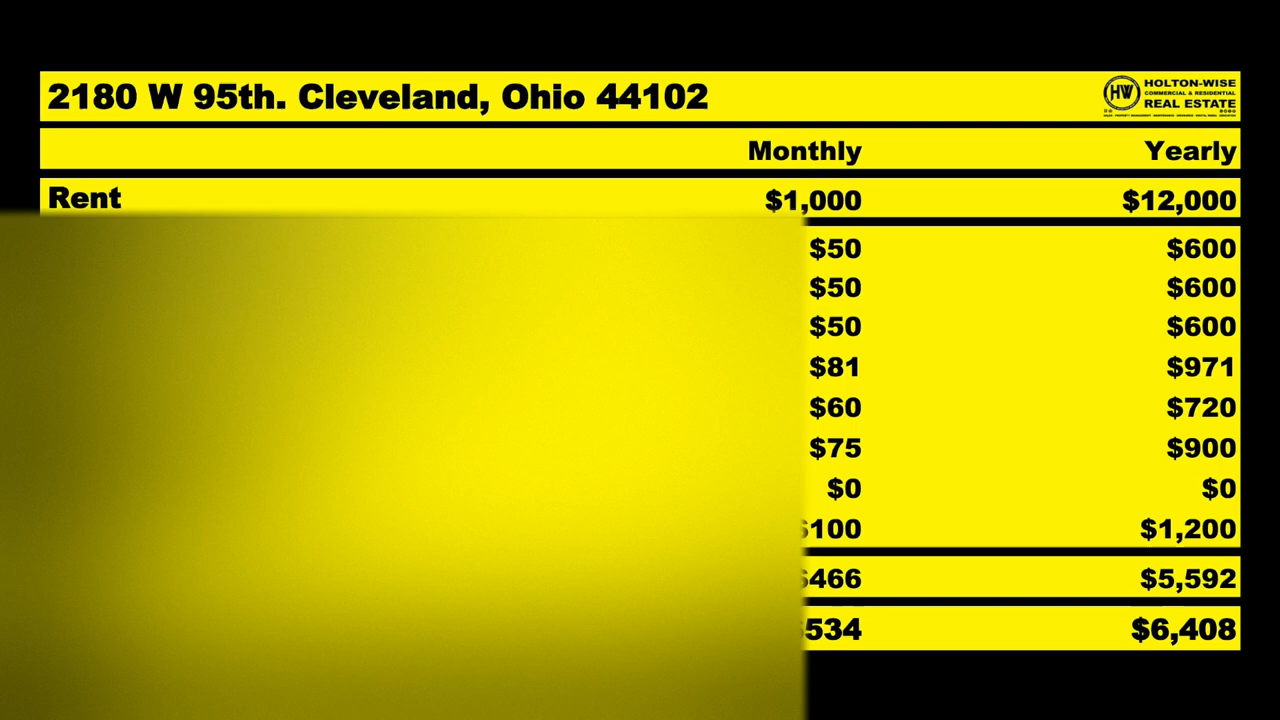 2180 W 95th. Cleveland, Ohio 44102
HW
HOLTON-WISE
COMMERCIAL & RESIDENTIAL
REAL ESTATE
Monthly Yearly
Rent $1,000 $12,000
$50 $600
$50 $600
$50 $600
$81 $971
$60 $720
$75 $900
$0 $0
$100 $1,200
$466 $5,592
$534 $6,408